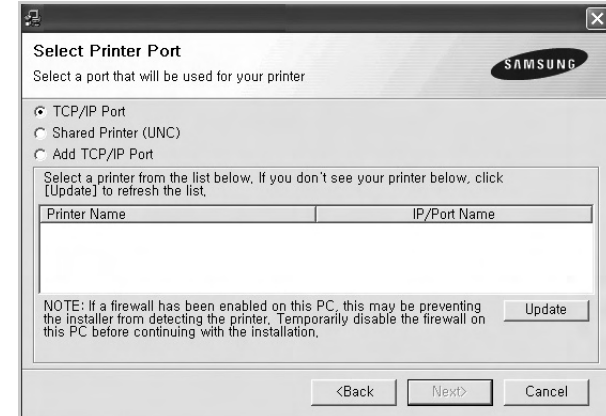 Select Printer Port
Select a port that will be used for your printer
SAMSUNG
TCP/IP Port
Shared Printer (UNC)
Add TCP/IP Port
Select a printer from the list below. If you don't see your printer below, click
[Update] to refresh the list.
Printer Name IP/Port Name
NOTE: If a firewall has been enabled on this PC, this may be preventing
the installer from detecting the printer. Temporarily disable the firewall on
this PC before continuing with the installation.
Update
<Back Next> Cancel